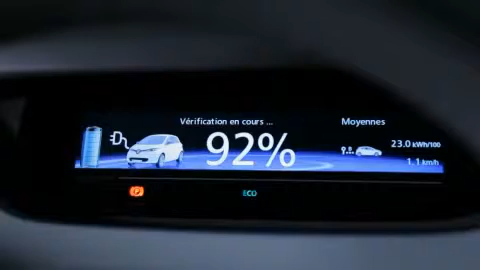 Vérification en cours ...
Moyennes
92%
23.0 kWh/100
1.1 km/h
ECO